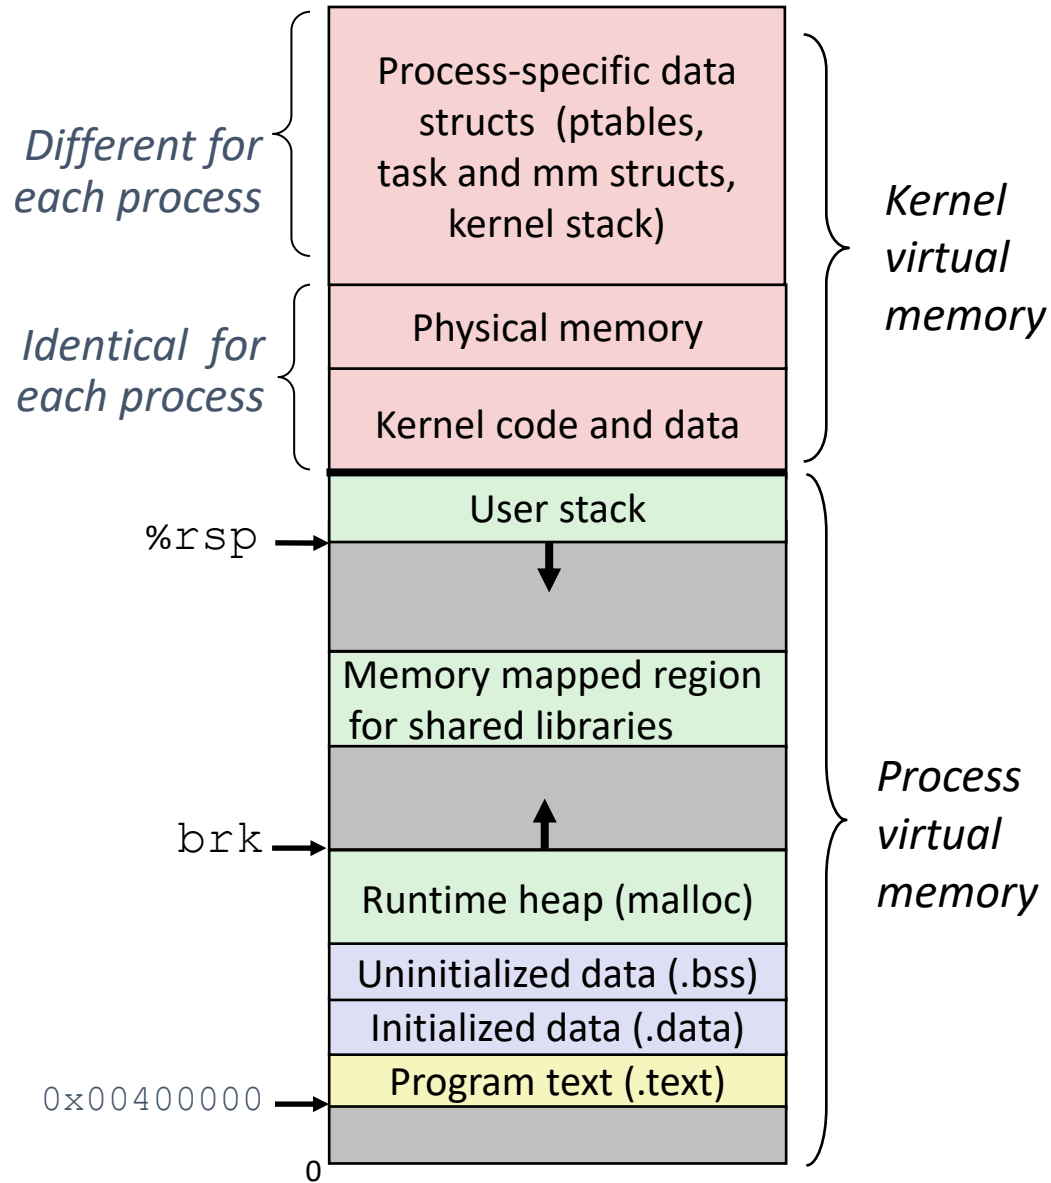 Process-specific data
structs (ptables,
task and mm structs,
kernel stack)
Different for
each process
Kernel
virtual
memory
Physical memory
Identical for
each process
Kernel code and data
User stack
%rsp
Memory mapped region
for shared libraries
Process
virtual
memory
brk
Runtime heap (malloc)
Uninitialized data (.bss)
Initialized data (.data)
Program text (.text)
0x00400000
0